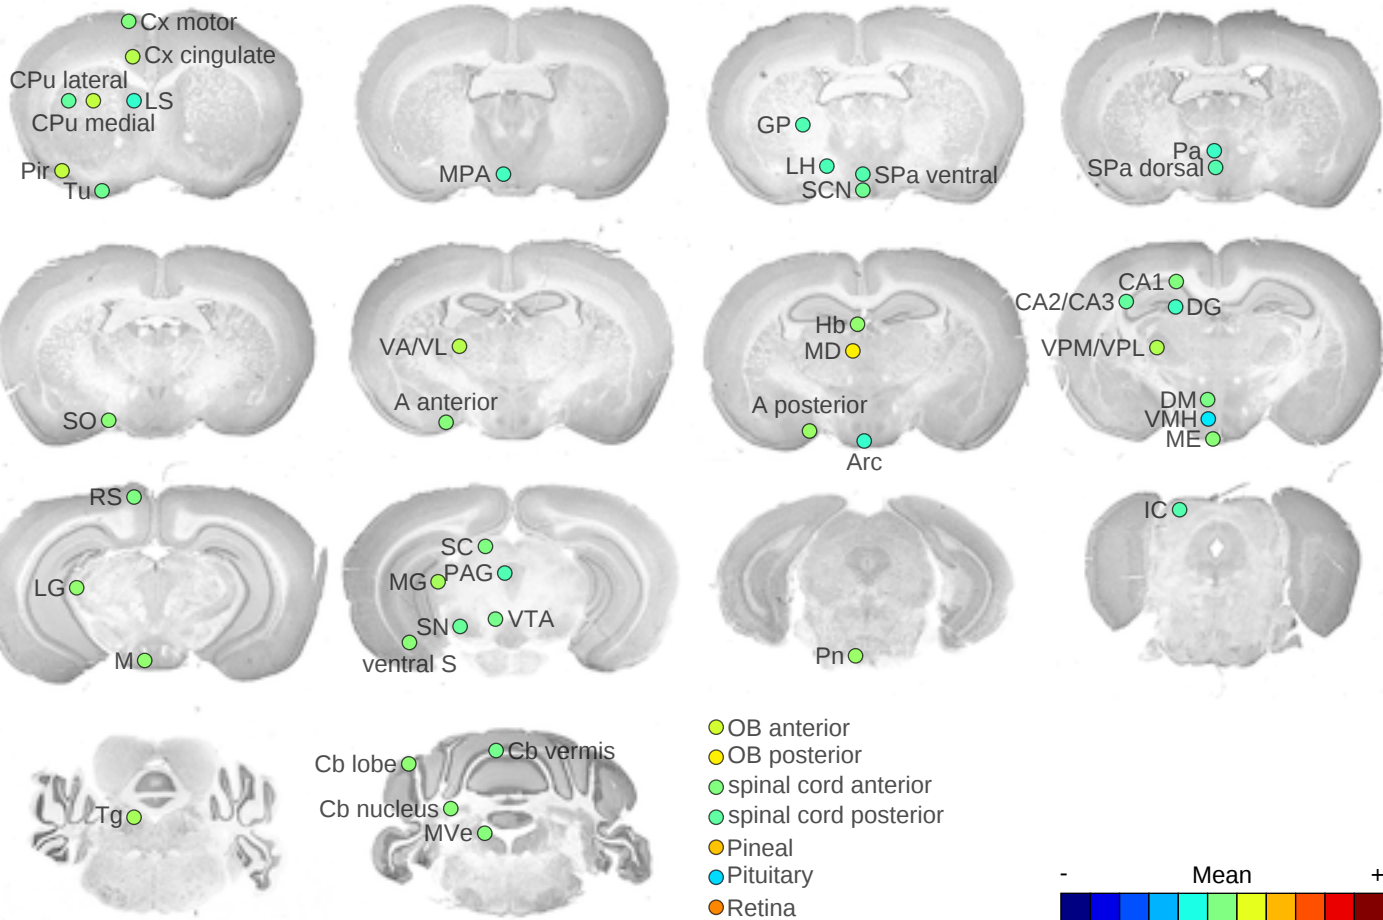 Cx motor
Cx cingulate
CPu lateral
LS
CPu medial
Pir
Tu
MPA
GP
LH
SPa ventral
SCN
Pa
SPa dorsal
SO
VA/VL
A anterior
Hb
MD
A posterior
Arc
CA1
CA2/CA3
DG
VPM/VPL
DM
VMH
ME
RS
LG
M
SC
PAG
MG
SN
VTA
ventral S
Pn
IC
Tg
Cb lobe
Cb vermis
Cb nucleus
MVe
OB anterior
OB posterior
spinal cord anterior
spinal cord posterior
Pineal
Pituitary
Retina
- Mean +